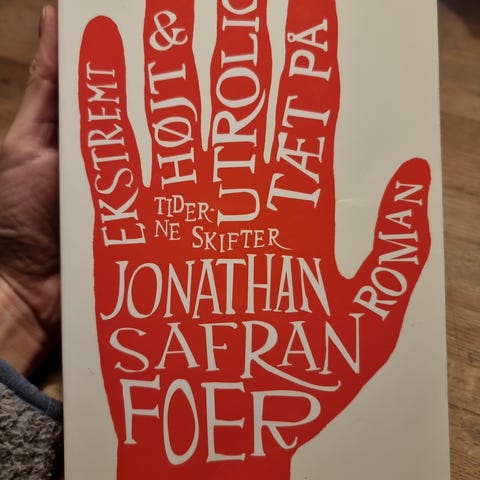 EKSTREMT
HØJT &
UTROLIG
TÆT PÅ
TIDER-
NE SKIFTER
JONATHAN
SAFRAN
FOER
ROMAN